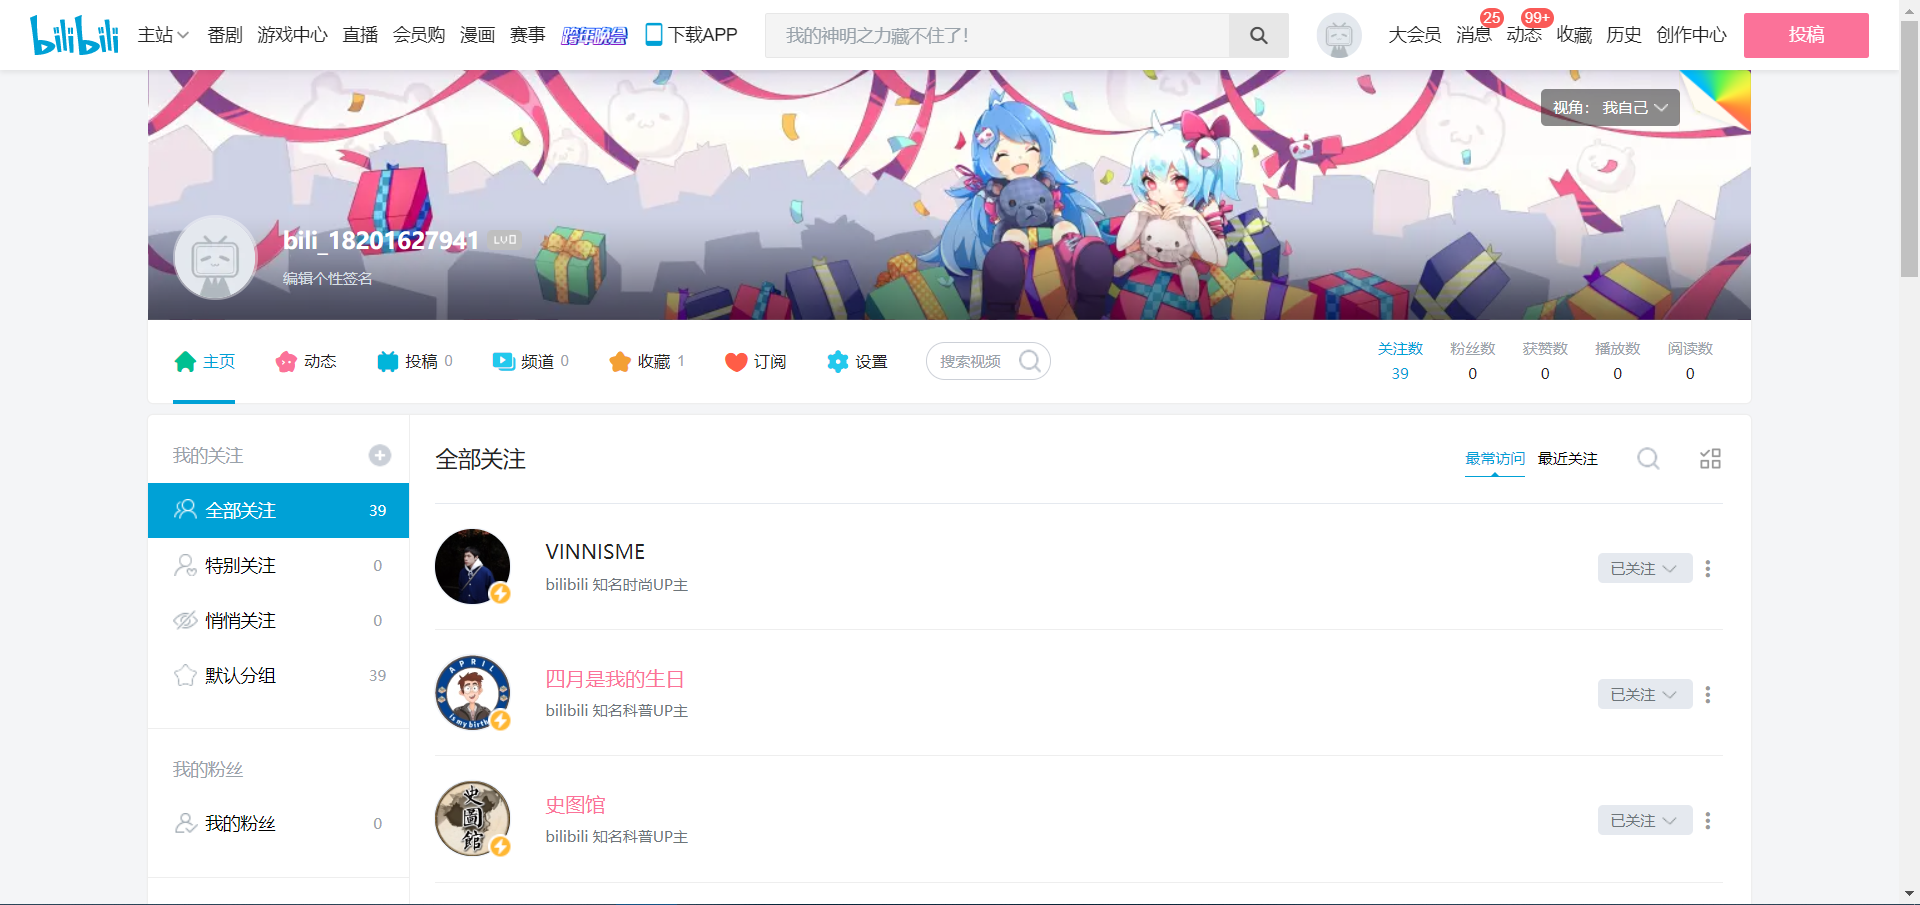 bilibili 主站 番剧 游戏中心 直播 会员购 漫画 赛事 跨年晚会 下载APP 我的神明之力藏不住了! 大会员 消息 25 动态 99+ 收藏 历史 创作中心 投稿
视角： 我自己
bili_18201627941 LV0
编辑个性签名
主页 动态 投稿 0 频道 0 收藏 1 订阅 设置 搜索视频
关注数 粉丝数 获赞数 播放数 阅读数
39 0 0 0 0
我的关注
全部关注 39
特别关注 0
悄悄关注 0
默认分组 39
我的粉丝
我的粉丝 0
全部关注 最常访问 最近关注
VINNISME
bilibili 知名时尚UP主
已关注
APRIL
is my birth
四月是我的生日
bilibili 知名科普UP主
已关注
史圖館
史图馆
bilibili 知名科普UP主
已关注